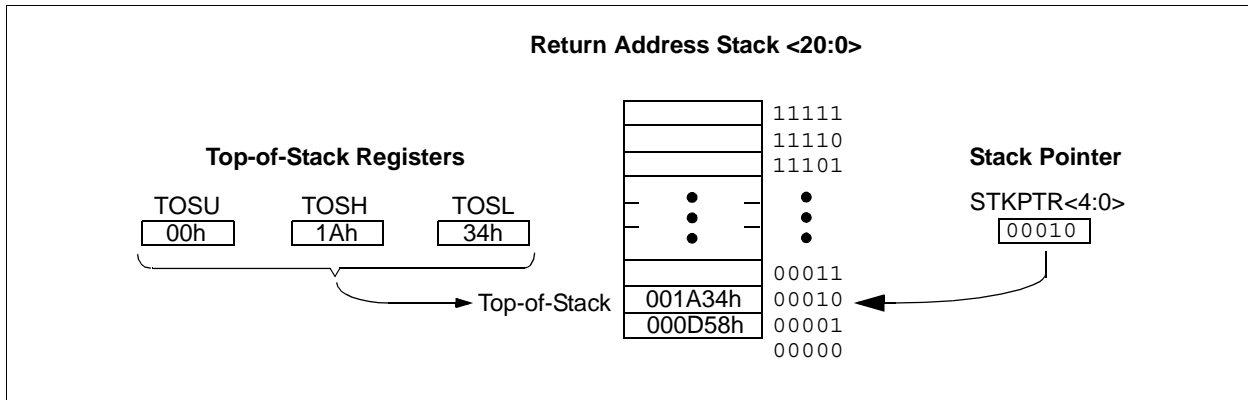 Return Address Stack <20:0>
11111
11110
Top-of-Stack Registers
11101
Stack Pointer
TOSU TOSH TOSL
STKPTR<4:0>
00h 1Ah 34h
00010
00011
Top-of-Stack 001A34h 00010
000D58h 00001
00000